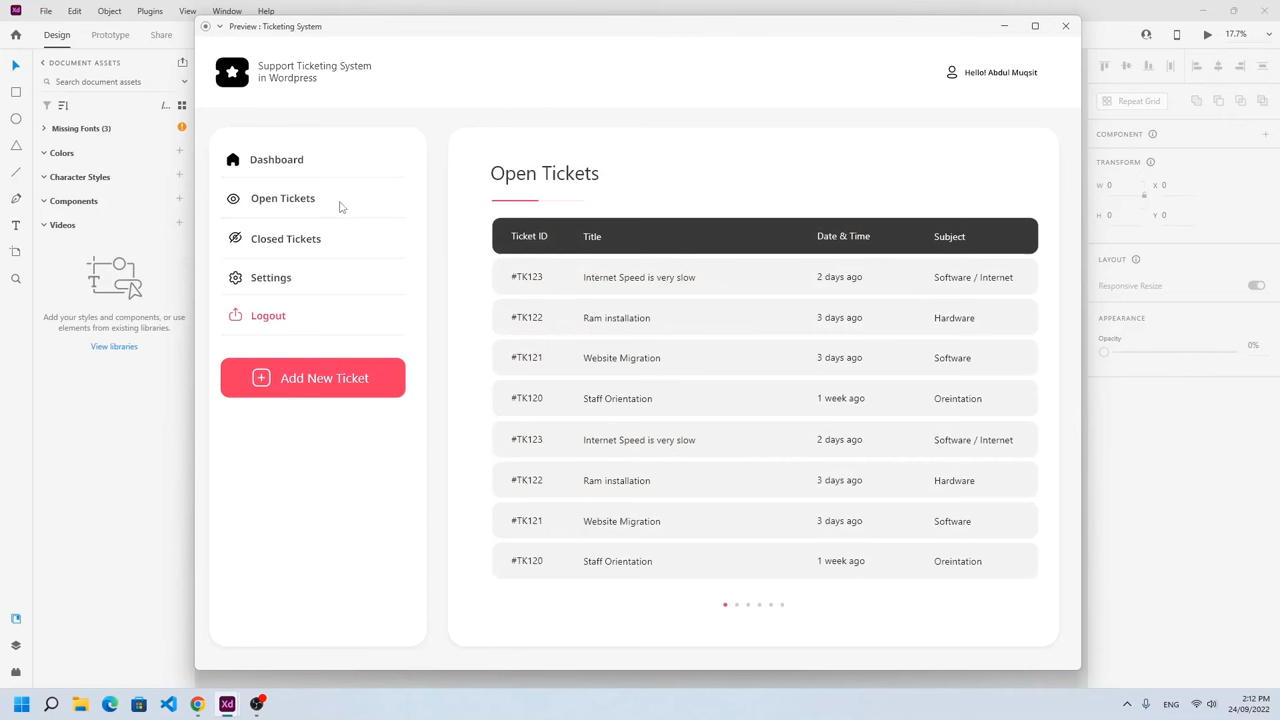 Xd File Edit Object Plugins View Window
Preview : Ticketing System
Design Prototype Share
17.7%
DOCUMENT ASSETS
Search document assets
Missing Fonts (3)
Colors
Character Styles
Components
Videos
Add your styles and components, or use
elements from existing libraries.
View libraries
Support Ticketing System
in Wordpress
Hello! Abdul Muqsit
Dashboard
Open Tickets
Closed Tickets
Settings
Logout
Add New Ticket
Open Tickets
Ticket ID Title Date & Time Subject
#TK123 Internet Speed is very slow 2 days ago Software / Internet
#TK122 Ram installation 3 days ago Hardware
#TK121 Website Migration 3 days ago Software
#TK120 Staff Orientation 1 week ago Oreintation
#TK123 Internet Speed is very slow 2 days ago Software / Internet
#TK122 Ram installation 3 days ago Hardware
#TK121 Website Migration 3 days ago Software
#TK120 Staff Orientation 1 week ago Oreintation
Repeat Grid
COMPONENT
TRANSFORM
W 0 X 0
H 0 Y 0
LAYOUT
Responsive Resize
APPEARANCE
Opacity
0%
Xd
ENG
2:12 PM
24/09/2022